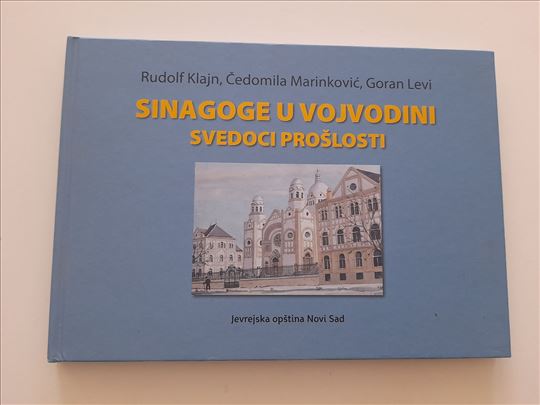 Rudolf Klajn, Čedomila Marinković, Goran Levi
SINAGOGE U VOJVODINI
SVEDOCI PROŠLOSTI
Jevrejska opština Novi Sad